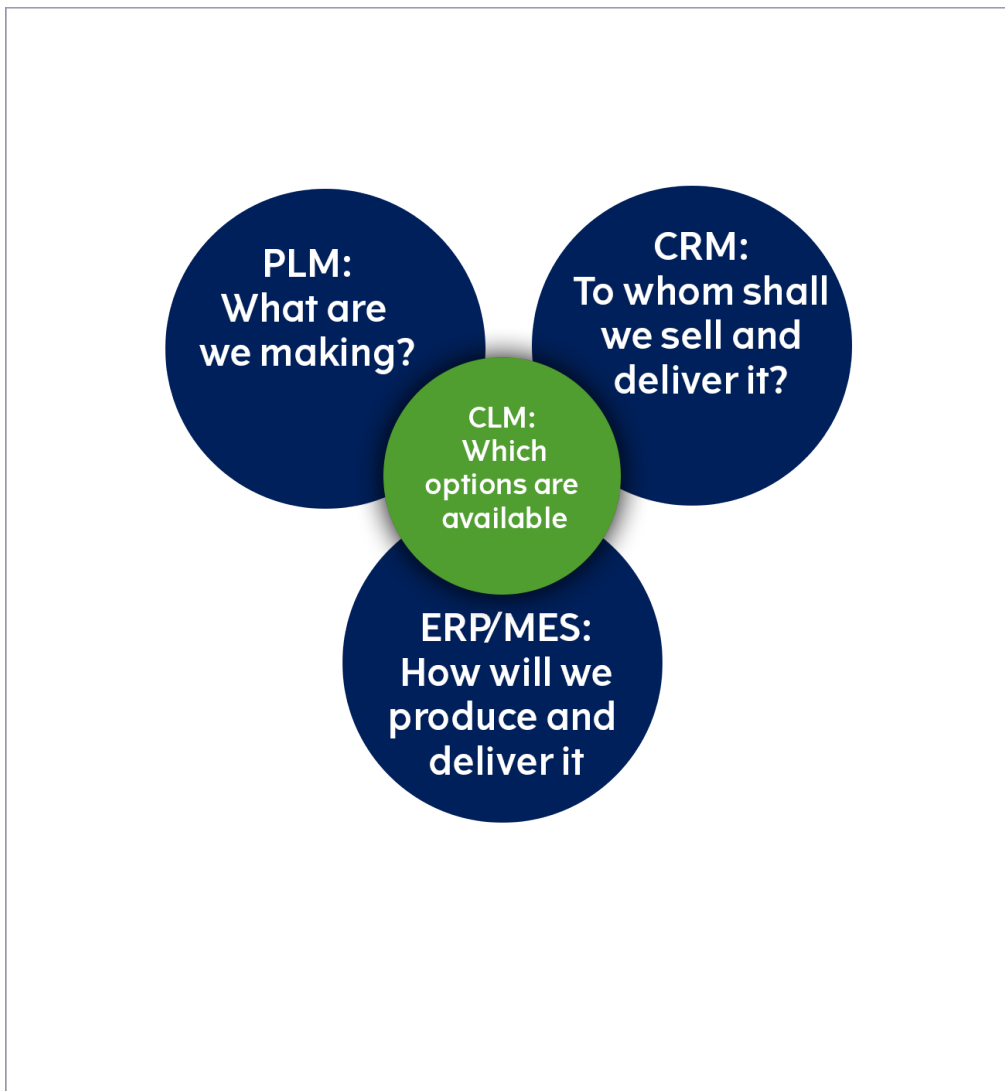 PLM:
What are
we making?
CRM:
To whom shall
we sell and
deliver it?
CLM:
Which
options are
available
ERP/MES:
How will we
produce and
deliver it